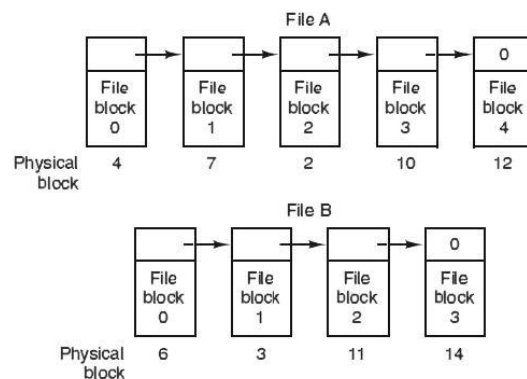 File A
0
File block 0
File block 1
File block 2
File block 3
File block 4
Physical block
4 7 2 10 12
File B
0
File block 0
File block 1
File block 2
File block 3
Physical block
6 3 11 14